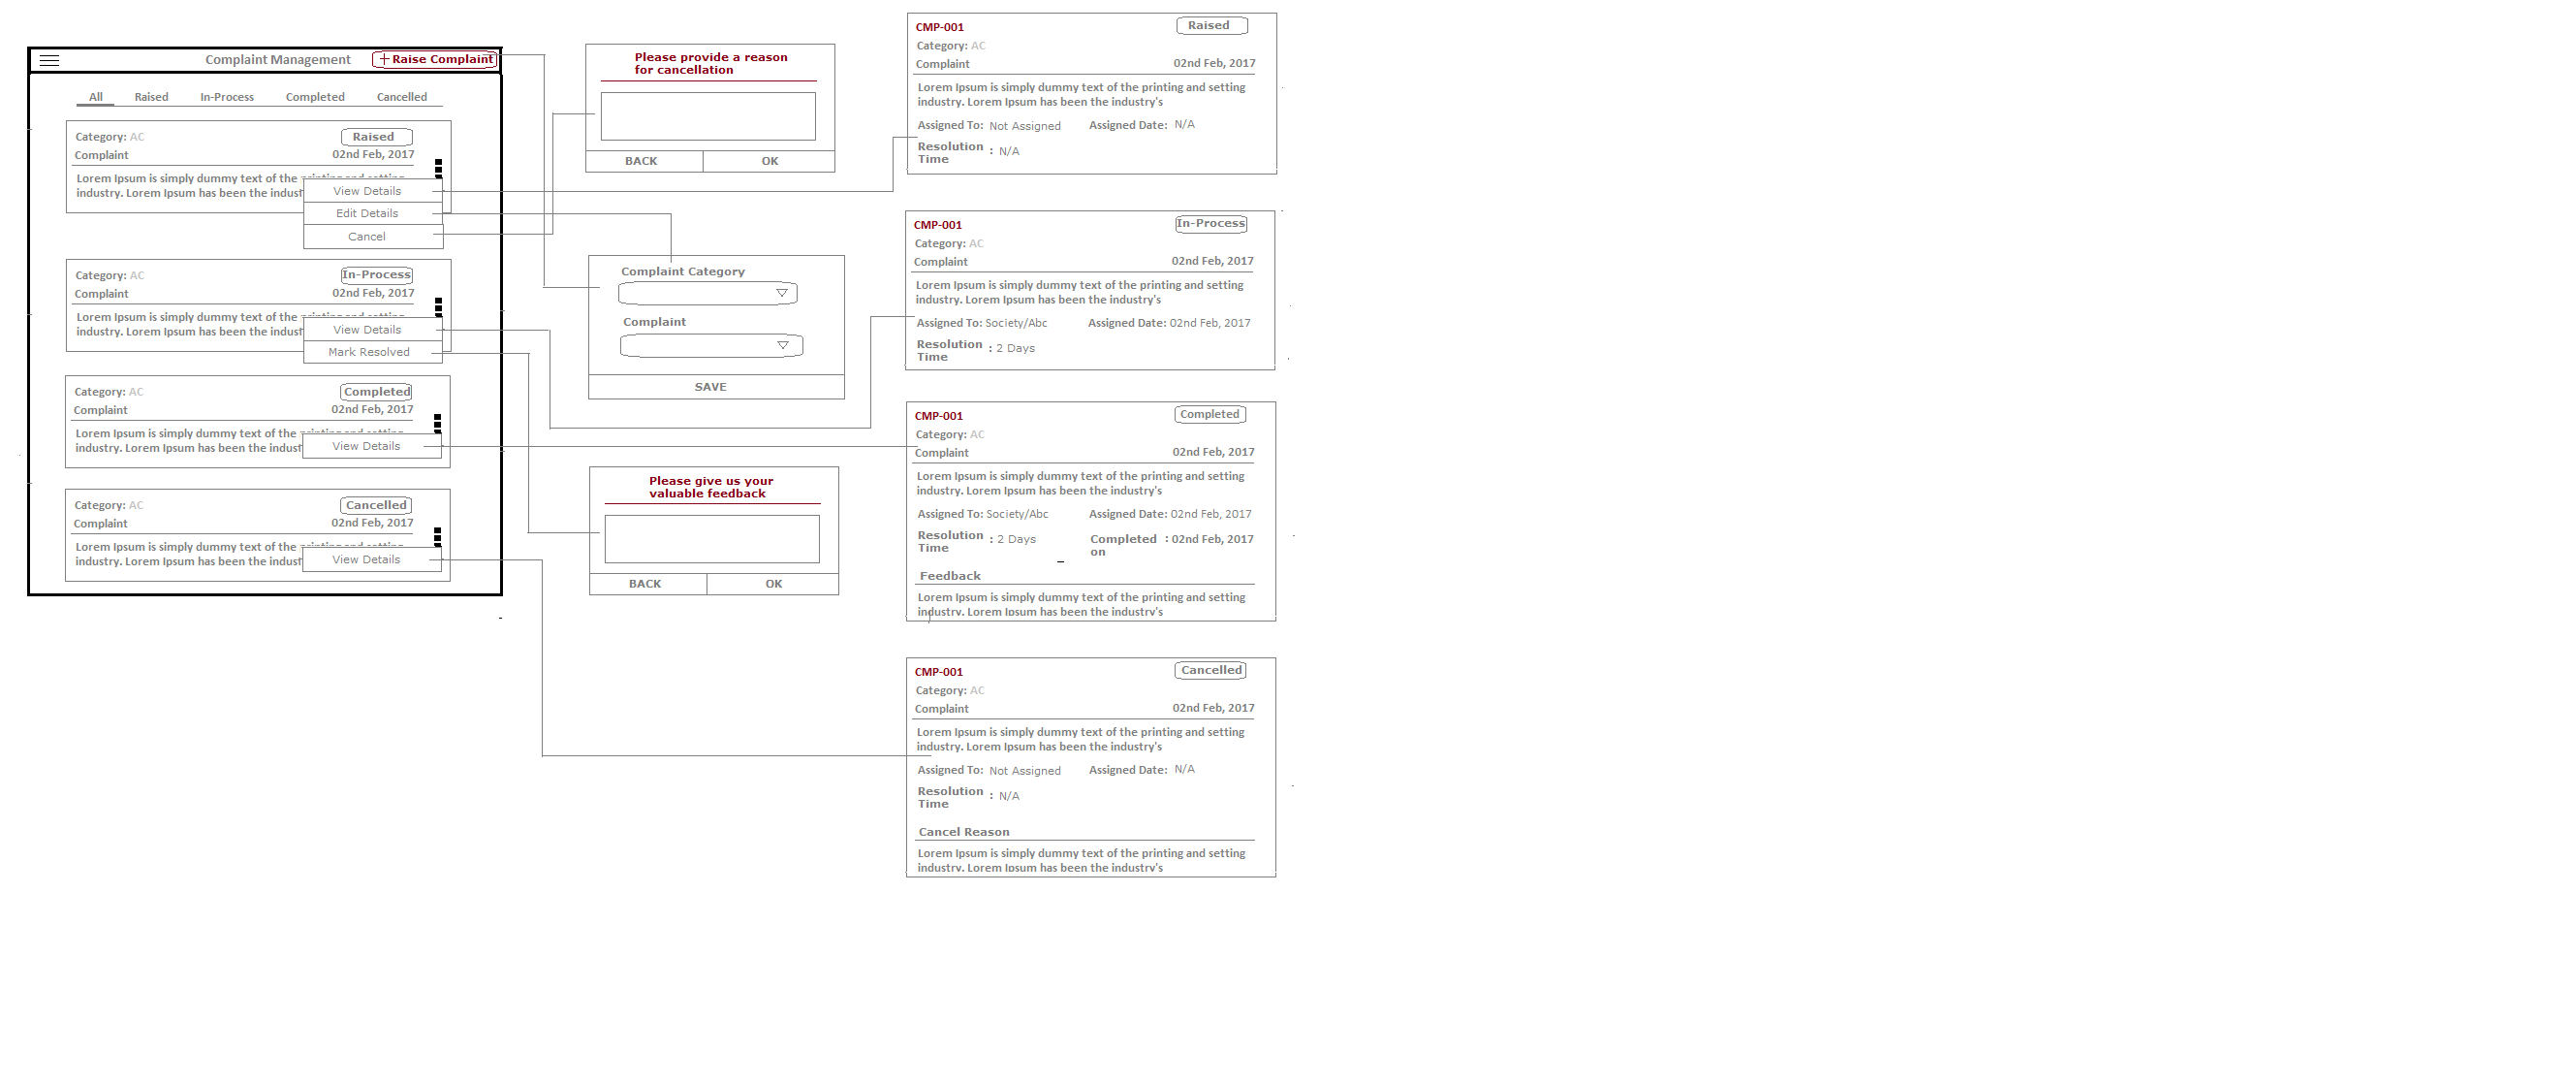 Complaint Management
+ Raise Complaint
All Raised In-Process Completed Cancelled
Category: AC Raised
Complaint 02nd Feb, 2017
Lorem Ipsum is simply dummy text of the
industry. Lorem Ipsum has been the
View Details
Edit Details
Cancel
Category: AC In-Process
Complaint 02nd Feb, 2017
Lorem Ipsum is simply dummy text of the
industry. Lorem Ipsum has been the
View Details
Mark Resolved
Category: AC Completed
Complaint 02nd Feb, 2017
Lorem Ipsum is simply dummy text of the
industry. Lorem Ipsum has been the
View Details
Category: AC Cancelled
Complaint 02nd Feb, 2017
Lorem Ipsum is simply dummy text of the
industry. Lorem Ipsum has been the
View Details
Please provide a reason
for cancellation
BACK OK
Complaint Category
Complaint
SAVE
Please give us your
valuable feedback
BACK OK
CMP-001 Raised
Category: AC
Complaint 02nd Feb, 2017
Lorem Ipsum is simply dummy text of the printing and setting
industry. Lorem Ipsum has been the industry's
Assigned To: Not Assigned Assigned Date: N/A
Resolution
Time : N/A
CMP-001 In-Process
Category: AC
Complaint 02nd Feb, 2017
Lorem Ipsum is simply dummy text of the printing and setting
industry. Lorem Ipsum has been the industry's
Assigned To: Society/Abc Assigned Date: 02nd Feb, 2017
Resolution
Time : 2 Days
CMP-001 Completed
Category: AC
Complaint 02nd Feb, 2017
Lorem Ipsum is simply dummy text of the printing and setting
industry. Lorem Ipsum has been the industry's
Assigned To: Society/Abc Assigned Date: 02nd Feb, 2017
Resolution
Time : 2 Days
Completed
on : 02nd Feb, 2017
Feedback
Lorem Ipsum is simply dummy text of the printing and setting
industry. Lorem Ipsum has been the industry's
CMP-001 Cancelled
Category: AC
Complaint 02nd Feb, 2017
Lorem Ipsum is simply dummy text of the printing and setting
industry. Lorem Ipsum has been the industry's
Assigned To: Not Assigned Assigned Date: N/A
Resolution
Time : N/A
Cancel Reason
Lorem Ipsum is simply dummy text of the printing and setting
industry. Lorem Ipsum has been the industry's